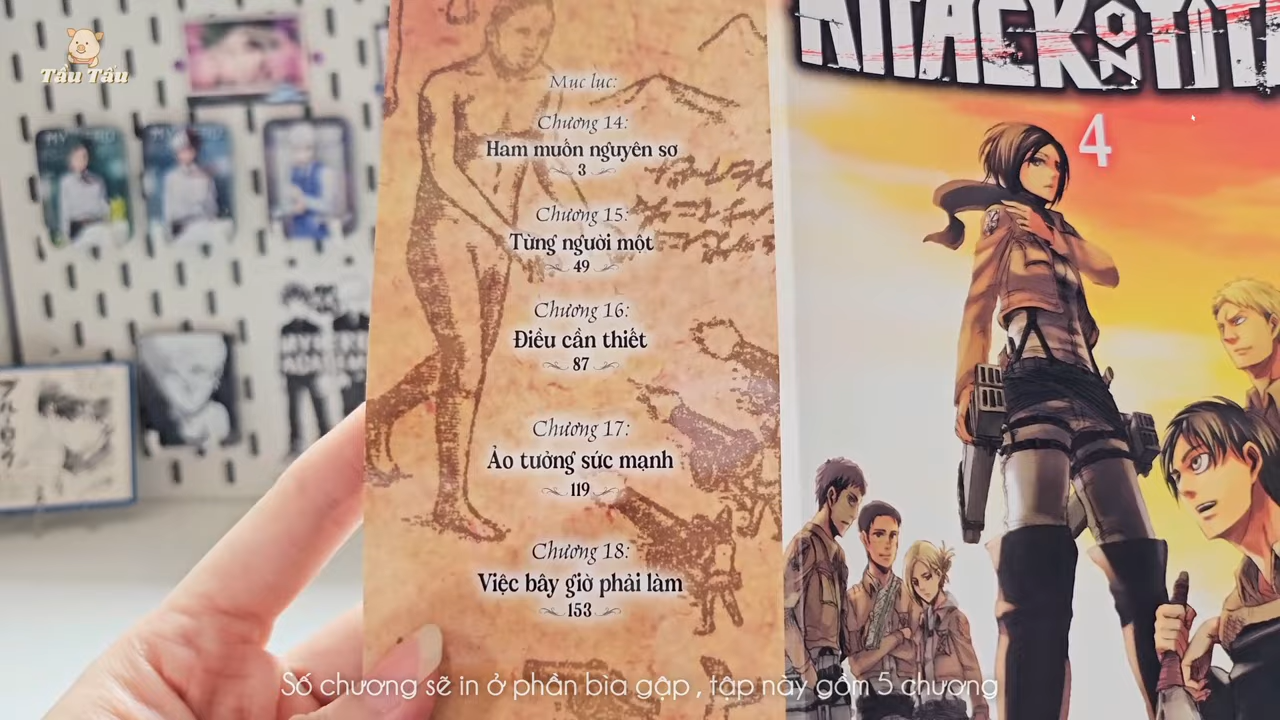 Tầu Tấu
Mục lục:
Chương 14:
Ham muốn nguyên sơ
3
Chương 15:
Từng người một
49
Chương 16:
Điều cần thiết
87
Chương 17:
Ảo tưởng sức mạnh
119
Chương 18:
Việc bây giờ phải làm
153
ATTACK
4
Số chương sẽ in ở phần bìa gập , tập này gồm 5 chương